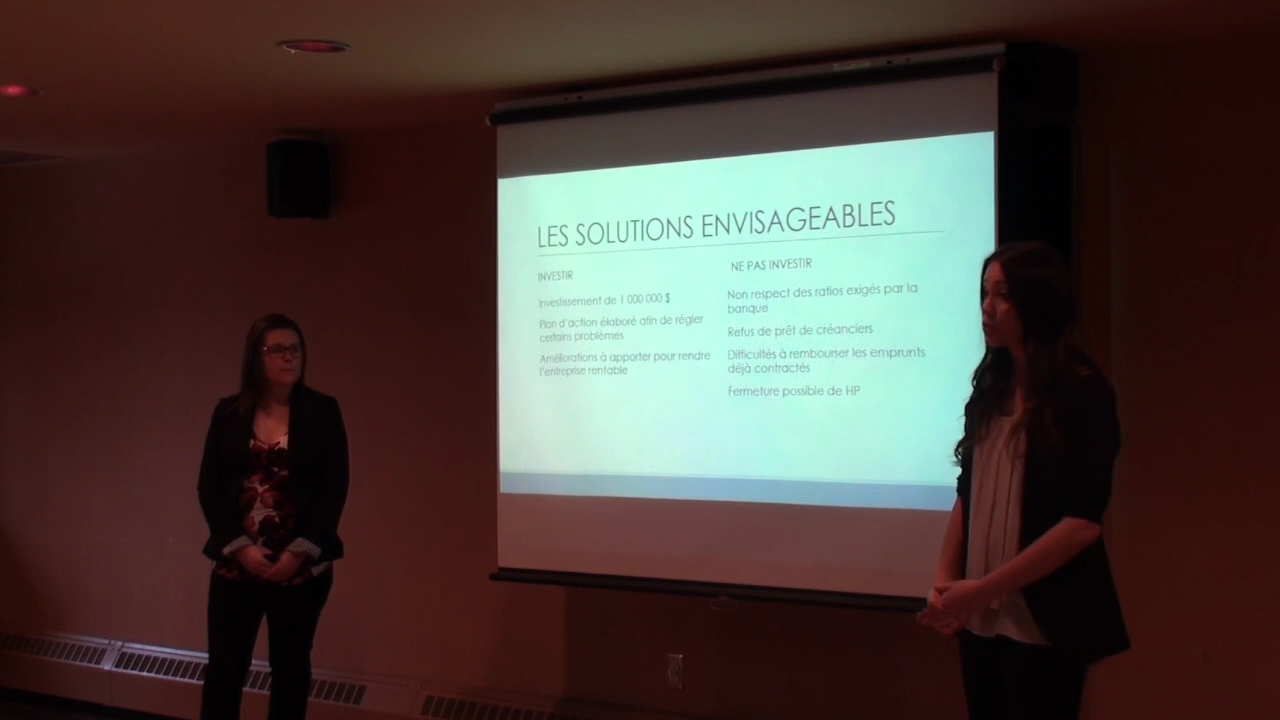 LES SOLUTIONS ENVISAGEABLES
INVESTIR
Investissement de 1 000 000 $
Plan d'action élaboré afin de régler
certains problèmes
Améliorations à apporter pour rendre
l'entreprise rentable
NE PAS INVESTIR
Non respect des ratios exigés par la
banque
Refus de prêt de créanciers
Difficultés à rembourser les emprunts
déjà contractés
Fermeture possible de HP